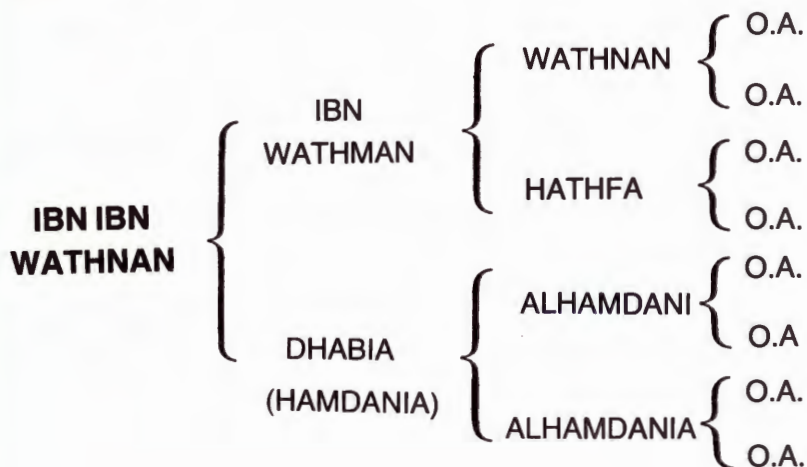 IBN IBN
WATHNAN
IBN
WATHMAN
DHABIA
(HAMDANIA)
WATHNAN
HATHFA
ALHAMDANI
ALHAMDANIA
O.A.
O.A.
O.A.
O.A.
O.A.
O.A
O.A.
O.A.